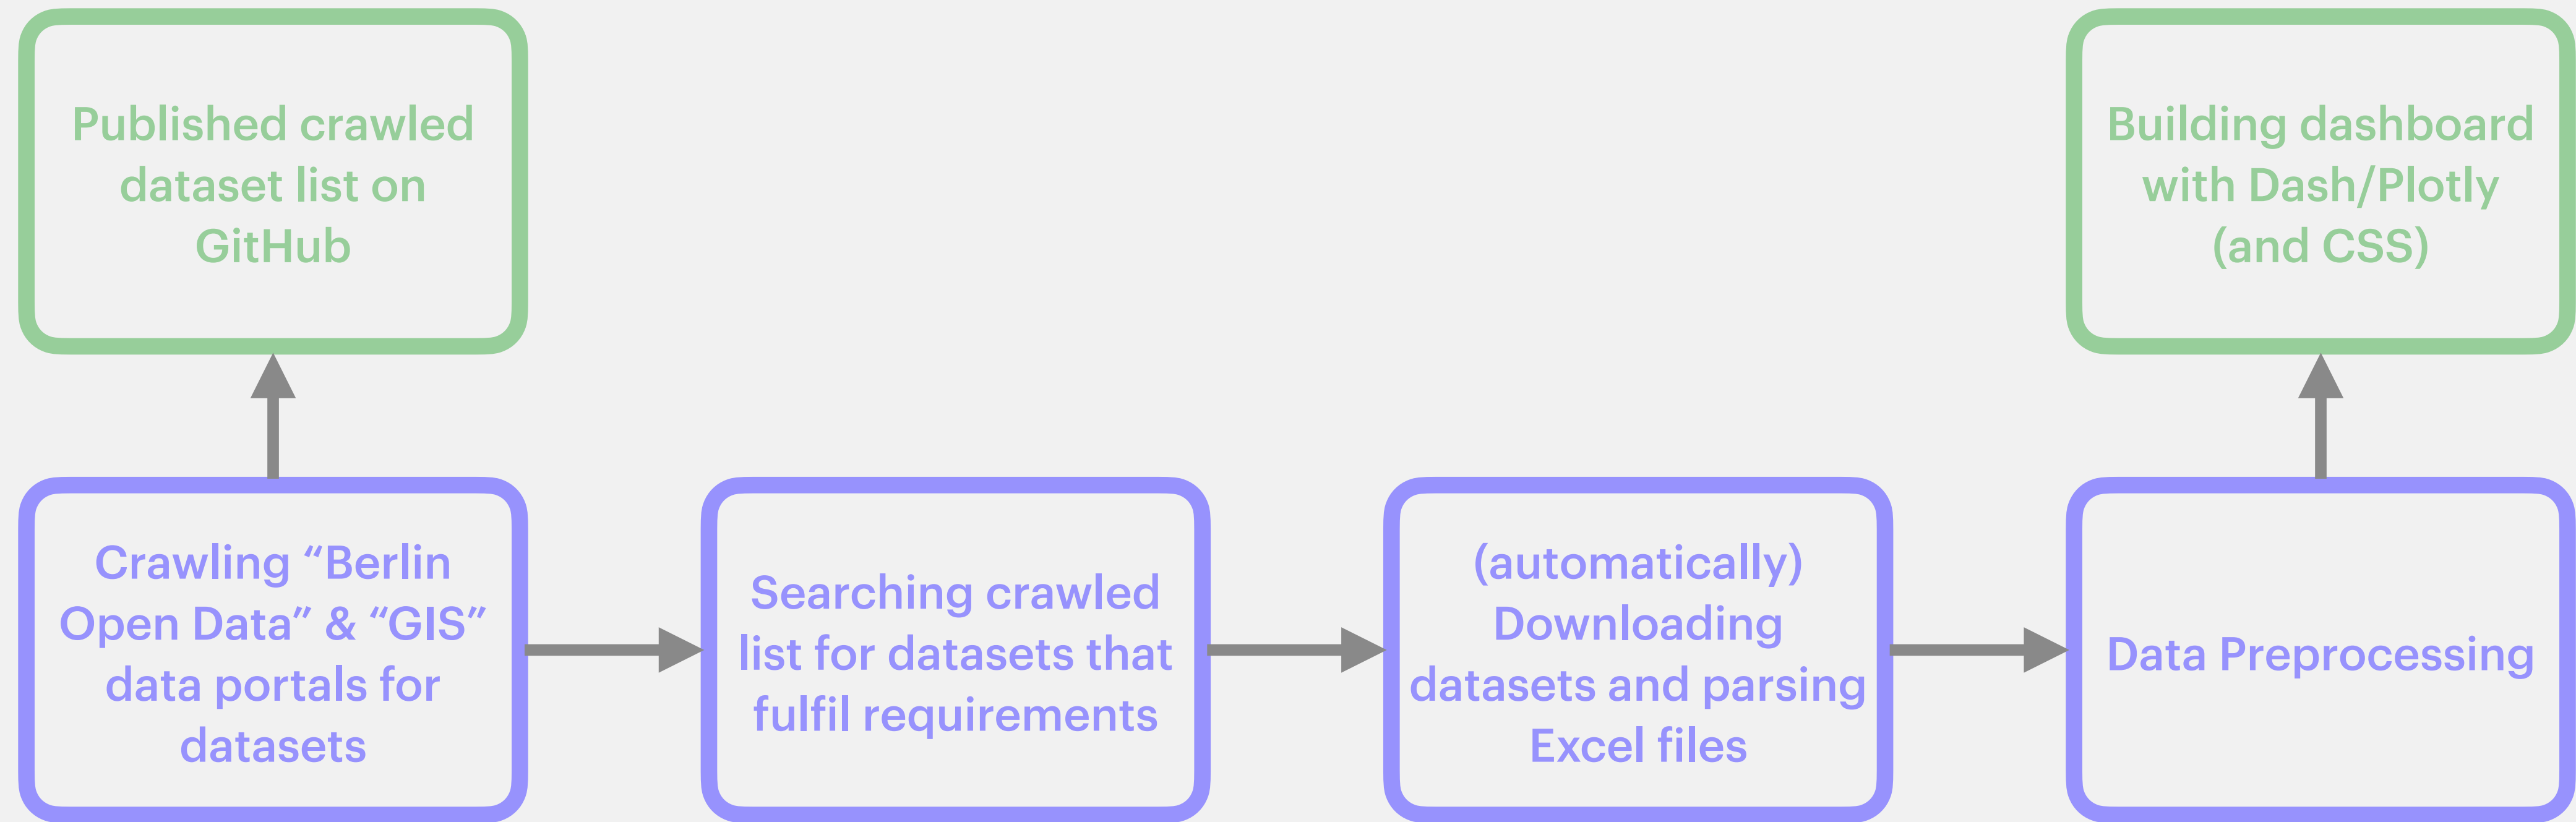 Published crawled
dataset list on
GitHub
Building dashboard
with Dash/Plotly
(and CSS)
Crawling “Berlin
Open Data” & “GIS”
data portals for
datasets
Searching crawled
list for datasets that
fulfil requirements
(automatically)
Downloading
datasets and parsing
Excel files
Data Preprocessing